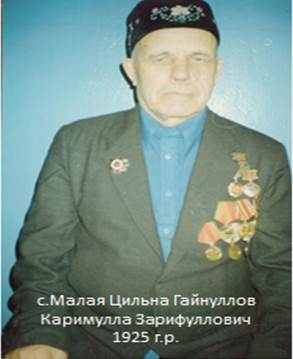 с.Малая Цильна Гайнуллов
Каримулла Зарифуллович
1925 г.р.